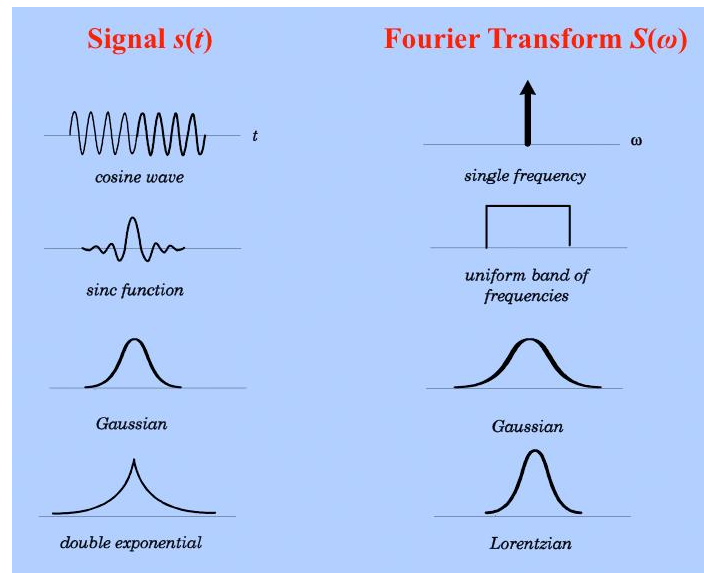 Signal s(t)
Fourier Transform S(ω)
t
ω
cosine wave
single frequency
sinc function
uniform band of
frequencies
Gaussian
Gaussian
double exponential
Lorentzian